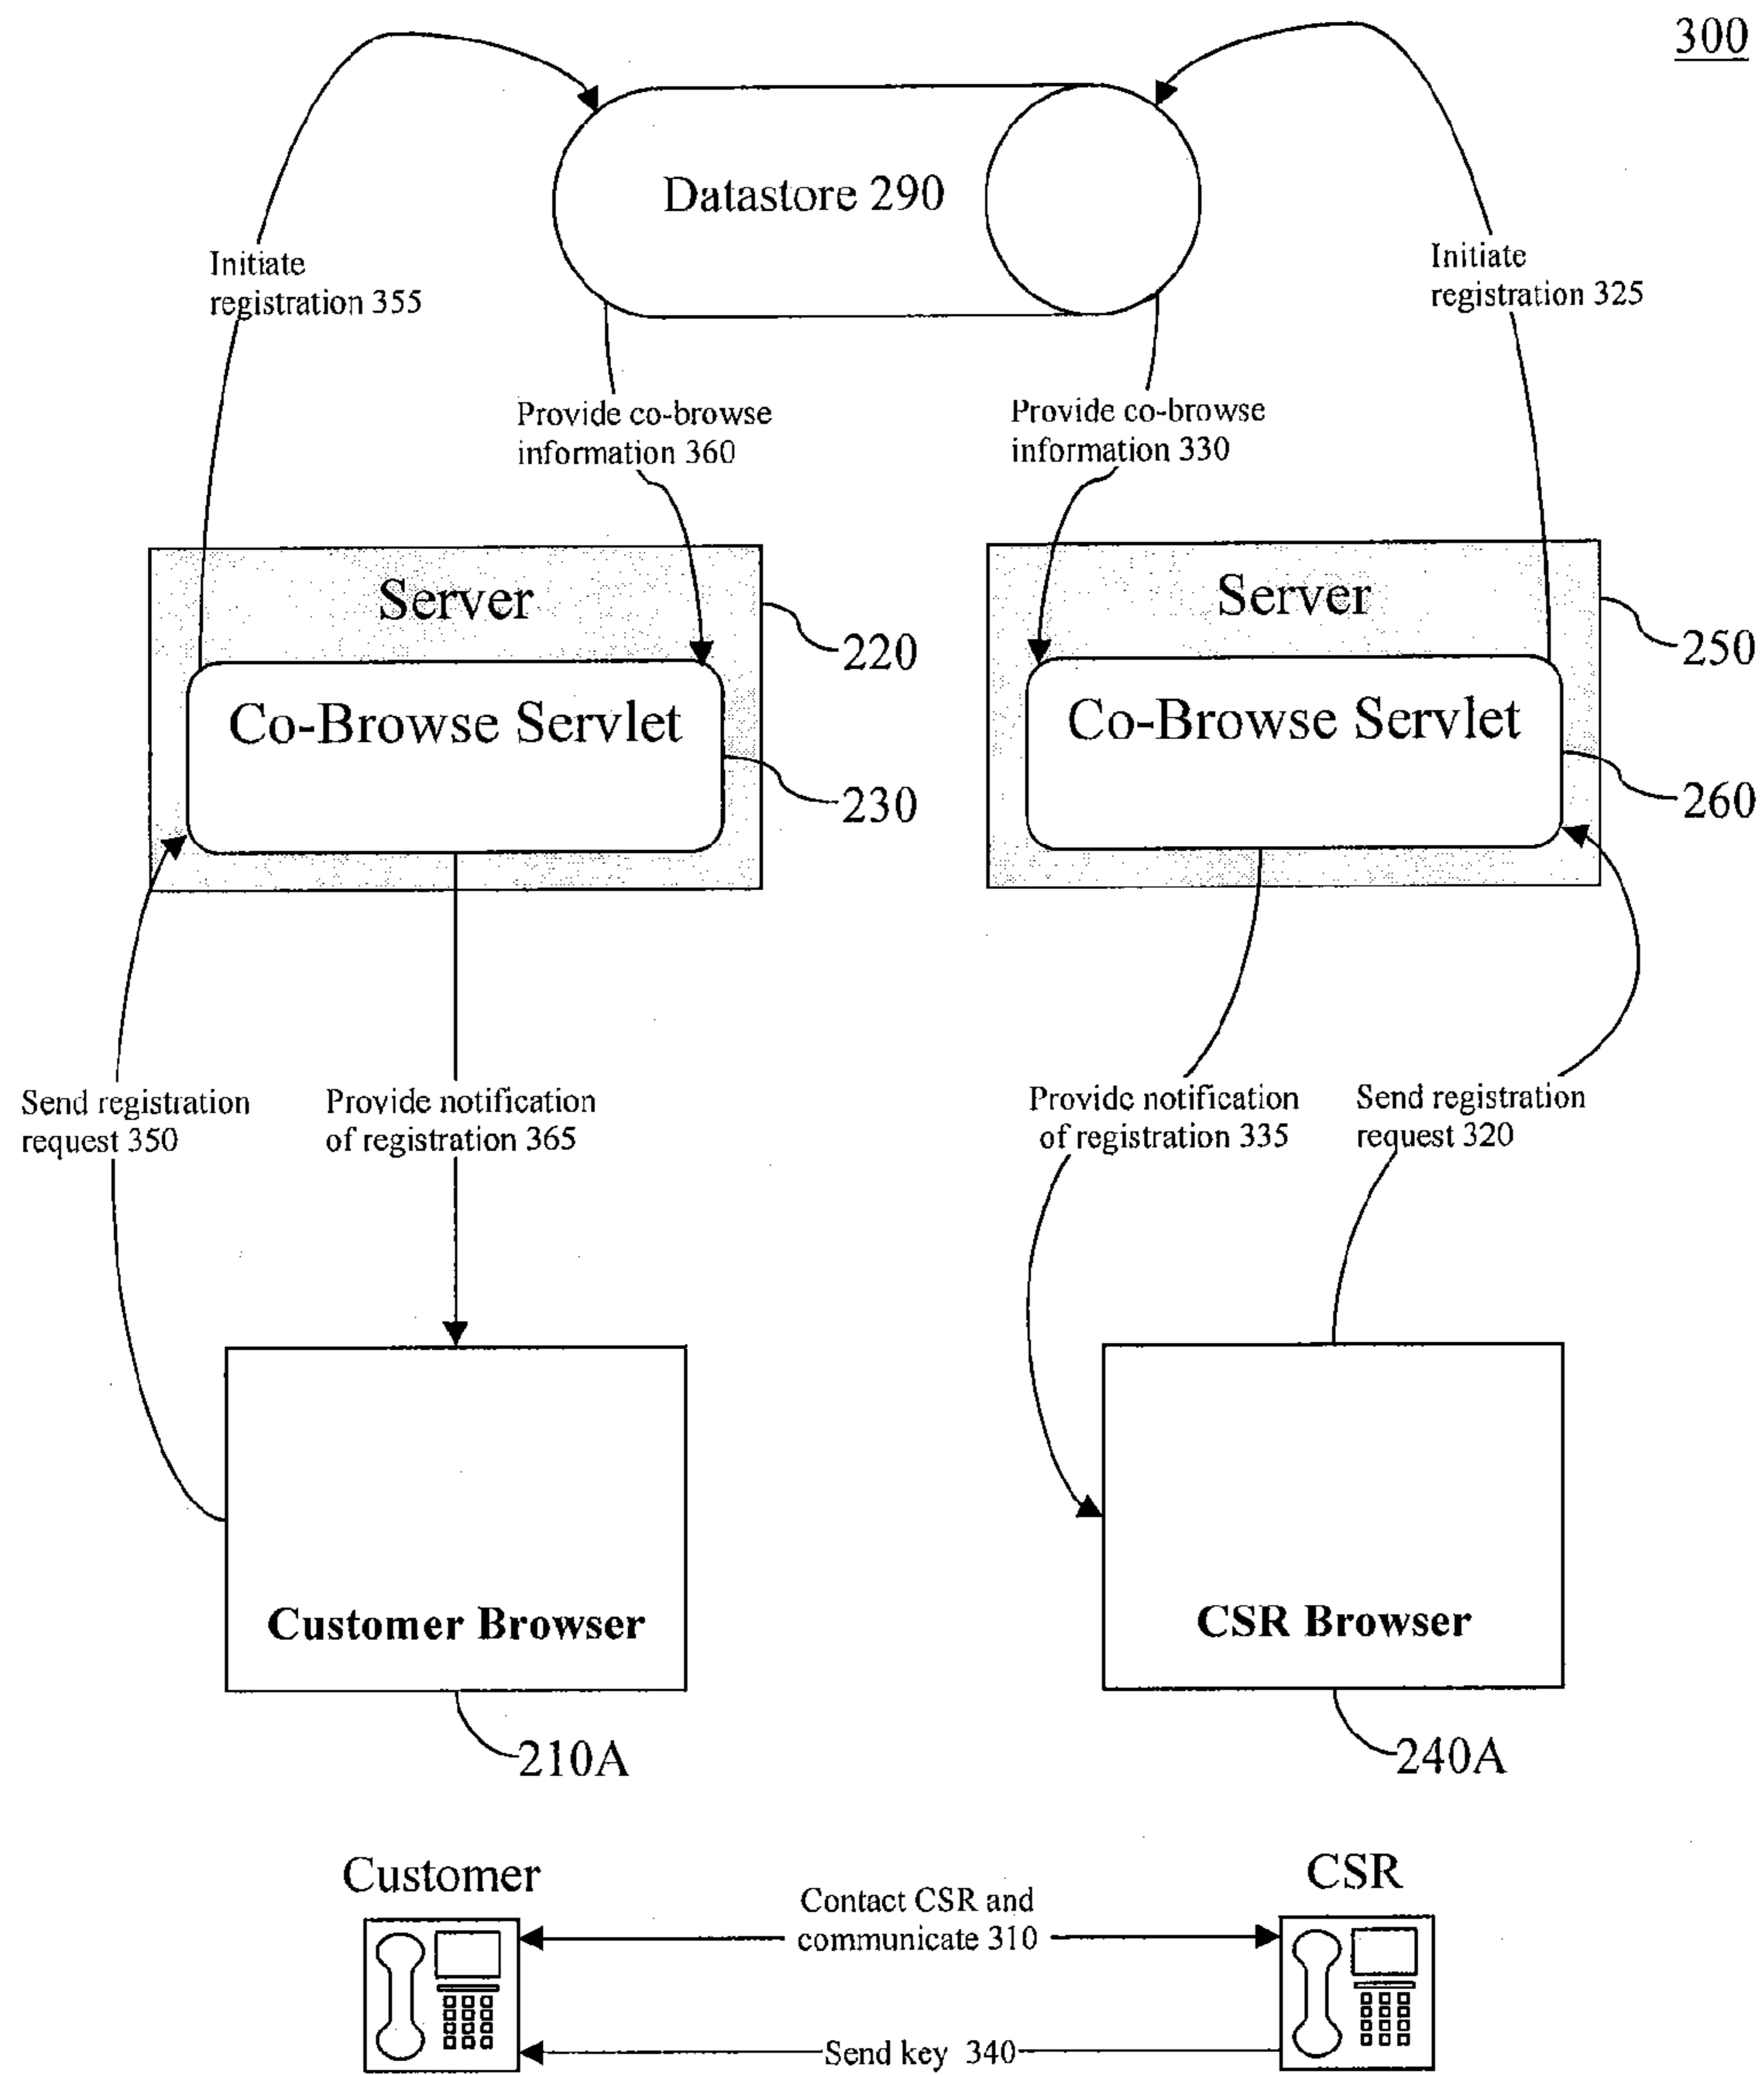 300
Datastore 290
Initiate
registration 355
Initiate
registration 325
Provide co-browse
information 360
Provide co-browse
information 330
Server
220
Co-Browse Servlet
230
Server
250
Co-Browse Servlet
260
Send registration
request 350
Provide notification
of registration 365
Provide notification
of registration 335
Send registration
request 320
Customer Browser
210A
CSR Browser
240A
Customer
CSR
Contact CSR and
communicate 310
Send key 340